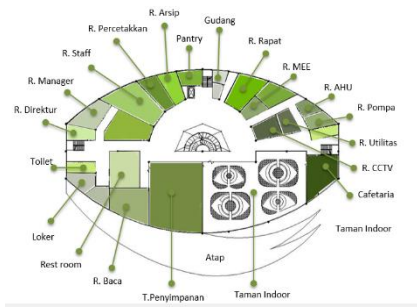 R. Arsip
Gudang
R. Percetakkan
Pantry
R. Rapat
R. Staff
R. MEE
R. Manager
R. AHU
R. Direktur
R. Pompa
R. Utilitas
Toilet
R. CCTV
Cafetaria
Loker
Taman Indoor
Rest room
R. Baca
Atap
T.Penyimpanan
Taman Indoor